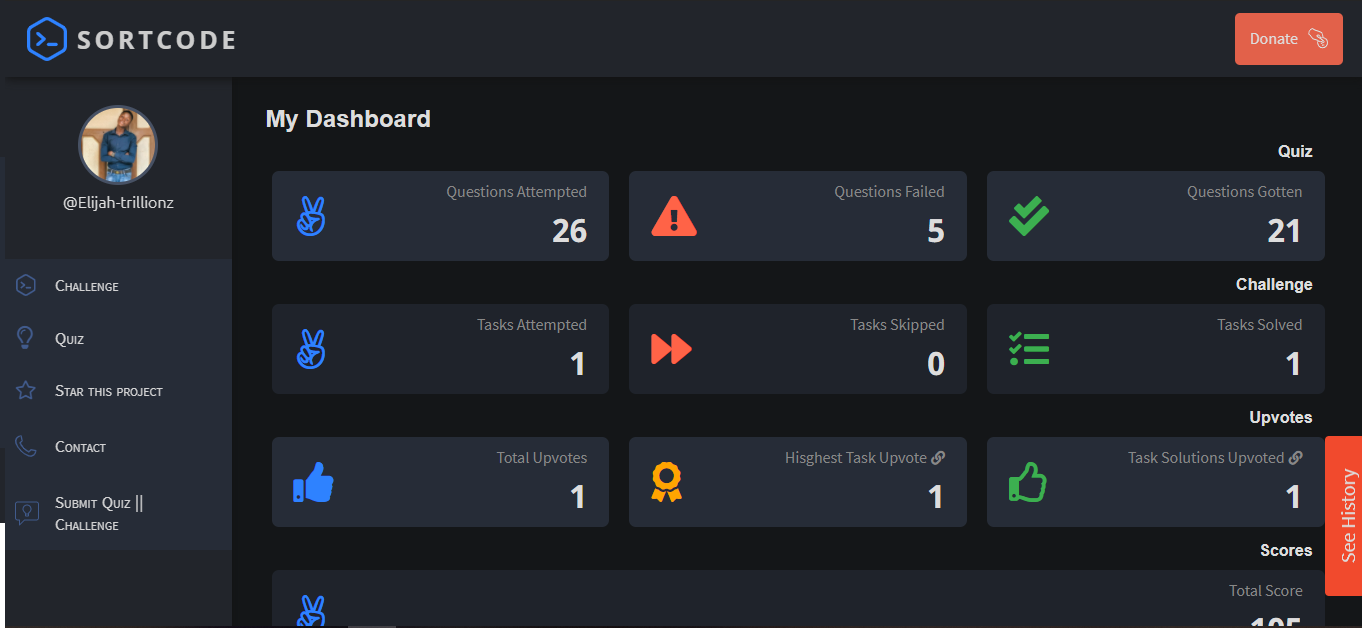 SORTCODE
Donate
@Elijah-trillionz
Challenge
Quiz
Star this project
Contact
Submit Quiz ||
Challenge
My Dashboard
Quiz
Questions Attempted
26
Questions Failed
5
Questions Gotten
21
Challenge
Tasks Attempted
1
Tasks Skipped
0
Tasks Solved
1
Upvotes
Total Upvotes
1
Hisghest Task Upvote
1
Task Solutions Upvoted
1
See History
Scores
Total Score
105